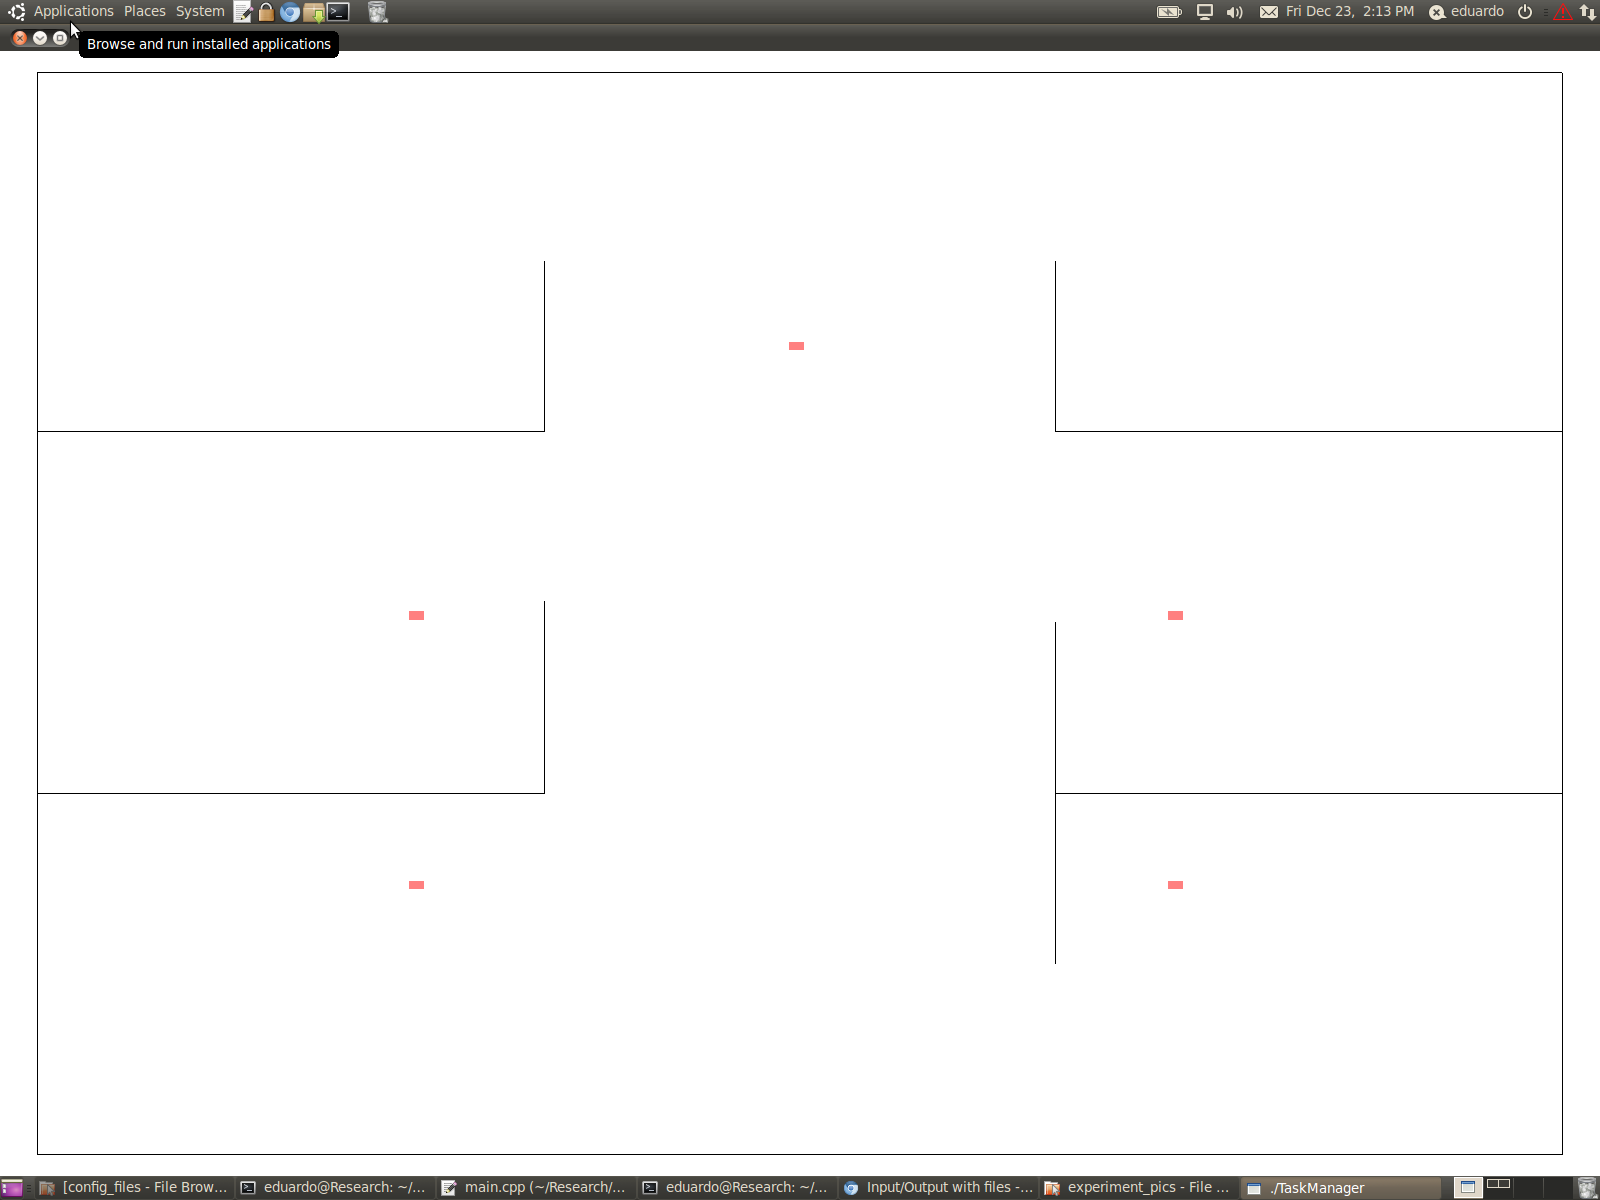 Applications Places System
Fri Dec 23, 2:13 PM eduardo
Browse and run installed applications
[config_files - File Brow... eduardo@Research: ~/... main.cpp (~/Research/... eduardo@Research: ~/... Input/Output with files -... experiment_pics - File ... ./TaskManager